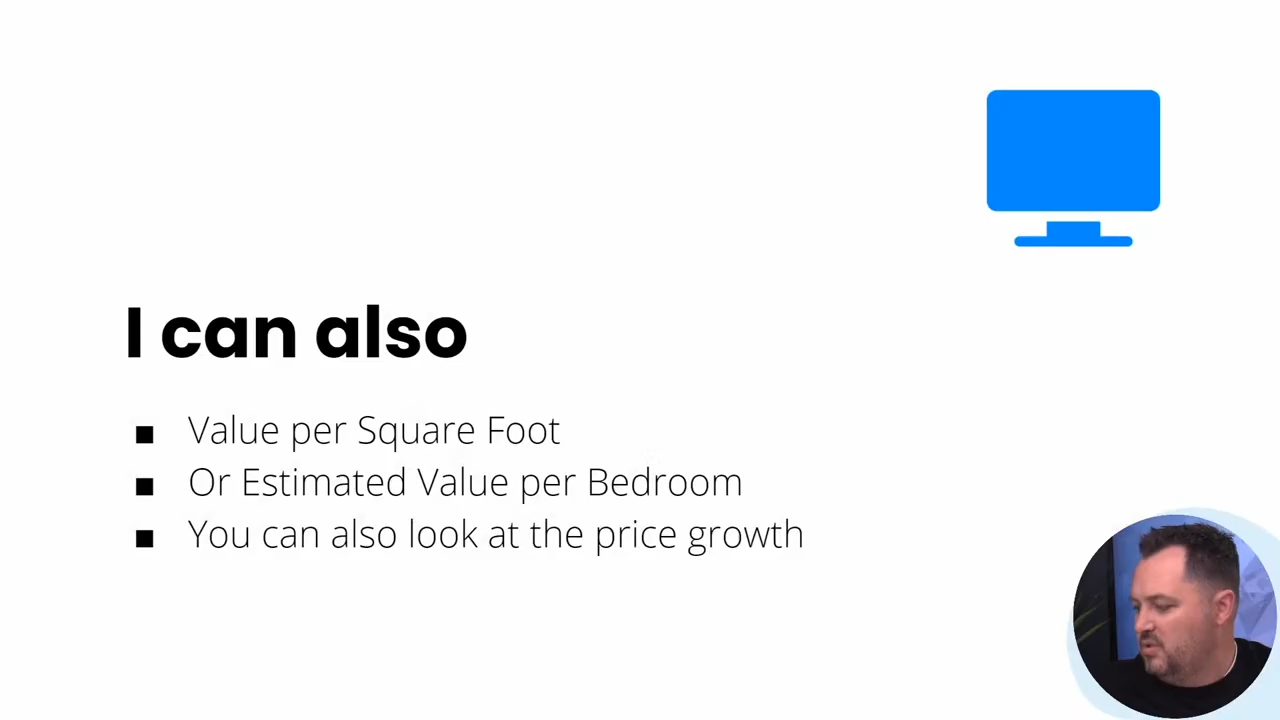 I can also
Value per Square Foot
Or Estimated Value per Bedroom
You can also look at the price growth